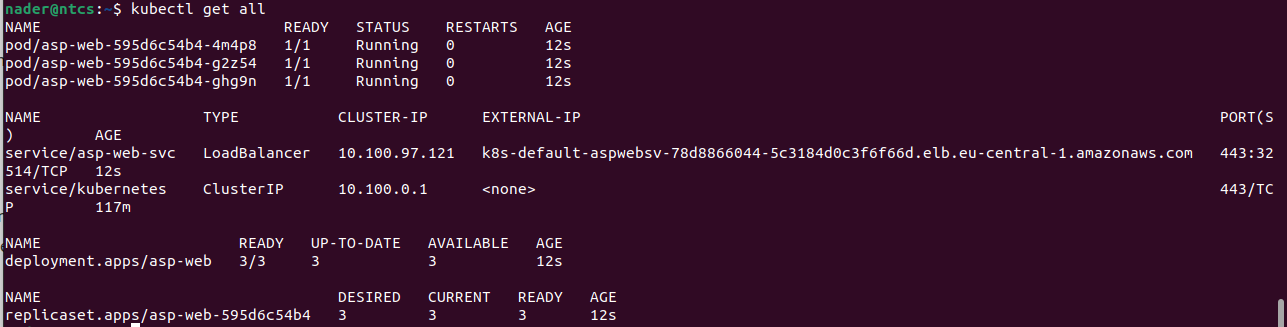 nader@ntcs:~$ kubectl get all
NAME READY STATUS RESTARTS AGE
pod/asp-web-595d6c54b4-4m4p8 1/1 Running 0 12s
pod/asp-web-595d6c54b4-g2z54 1/1 Running 0 12s
pod/asp-web-595d6c54b4-ghg9n 1/1 Running 0 12s
NAME TYPE CLUSTER-IP EXTERNAL-IP PORT(S
) AGE
service/asp-web-svc LoadBalancer 10.100.97.121 k8s-default-aspwebsv-78d8866044-5c3184d0c3f6f66d.elb.eu-central-1.amazonaws.com 443:32
514/TCP 12s
service/kubernetes ClusterIP 10.100.0.1 <none> 443/TC
P 117m
NAME READY UP-TO-DATE AVAILABLE AGE
deployment.apps/asp-web 3/3 3 3 12s
NAME DESIRED CURRENT READY AGE
replicaset.apps/asp-web-595d6c54b4 3 3 3 12s